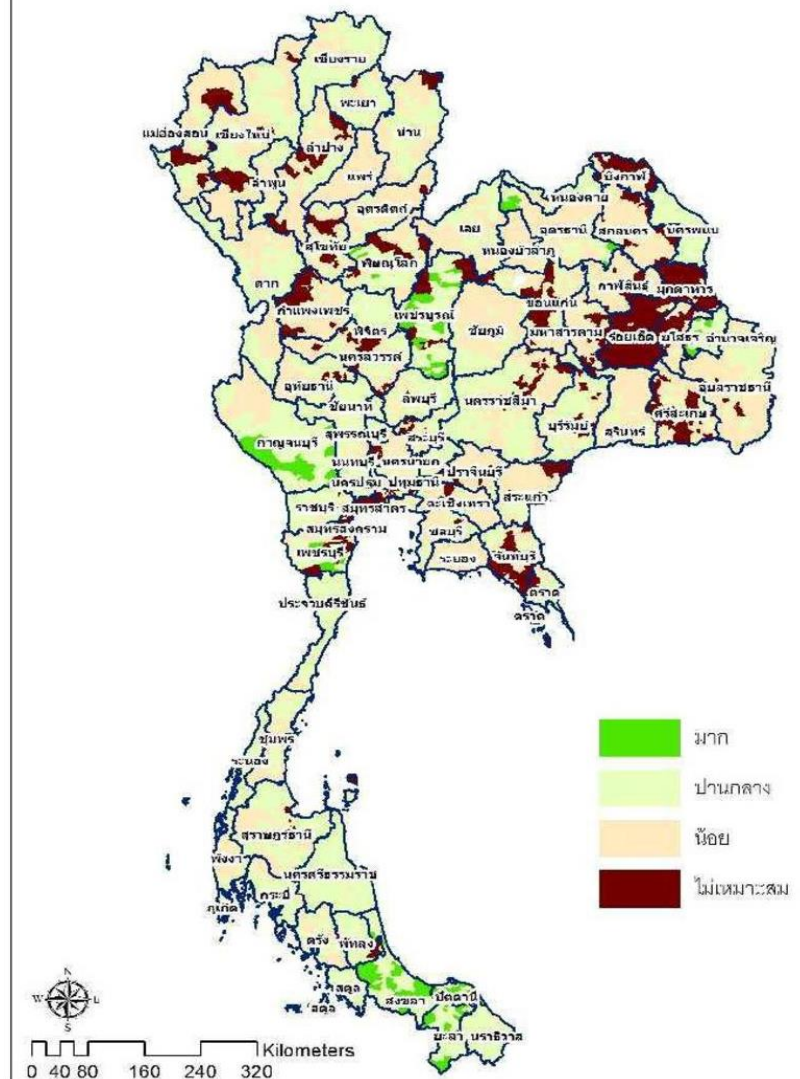 เชียงราย
พะเยา
น่าน
แม่ฮ่องสอน
เชียงใหม่
ลำปาง
ลำพูน
แพร่
อุตรดิตถ์
สุโขทัย
ตาก
พิษณุโลก
กำแพงเพชร
พิจิตร
เพชรบูรณ์
นครสวรรค์
อุทัยธานี
ชัยนาท
ลพบุรี
เลย
หนองบัวลำภู
หนองคาย
อุดรธานี
บึงกาฬ
สกลนคร
นครพนม
ขอนแก่น
กาฬสินธุ์
มุกดาหาร
ชัยภูมิ
มหาสารคาม
ร้อยเอ็ด
ยโสธร
อำนาจเจริญ
อุบลราชธานี
นครราชสีมา
บุรีรัมย์
สุรินทร์
ศรีสะเกษ
กาญจนบุรี
สุพรรณบุรี
สระบุรี
นนทบุรี
นครนายก
ปราจีนบุรี
นครปฐม
ปทุมธานี
ราชบุรี
สมุทรสาคร
ฉะเชิงเทรา
สระแก้ว
สมุทรสงคราม
ชลบุรี
เพชรบุรี
ระยอง
จันทบุรี
ตราด
ตราด
ประจวบคีรีขันธ์
ชุมพร
ระนอง
สุราษฎร์ธานี
พังงา
นครศรีธรรมราช
ภูเก็ต
กระบี่
ตรัง
พัทลุง
สตูล
สตูล
สงขลา
ปัตตานี
ยะลา
นราธิวาส
มาก
ปานกลาง
น้อย
ไม่เหมาะสม
N
W
E
S
Kilometers
0 40 80 160 240 320